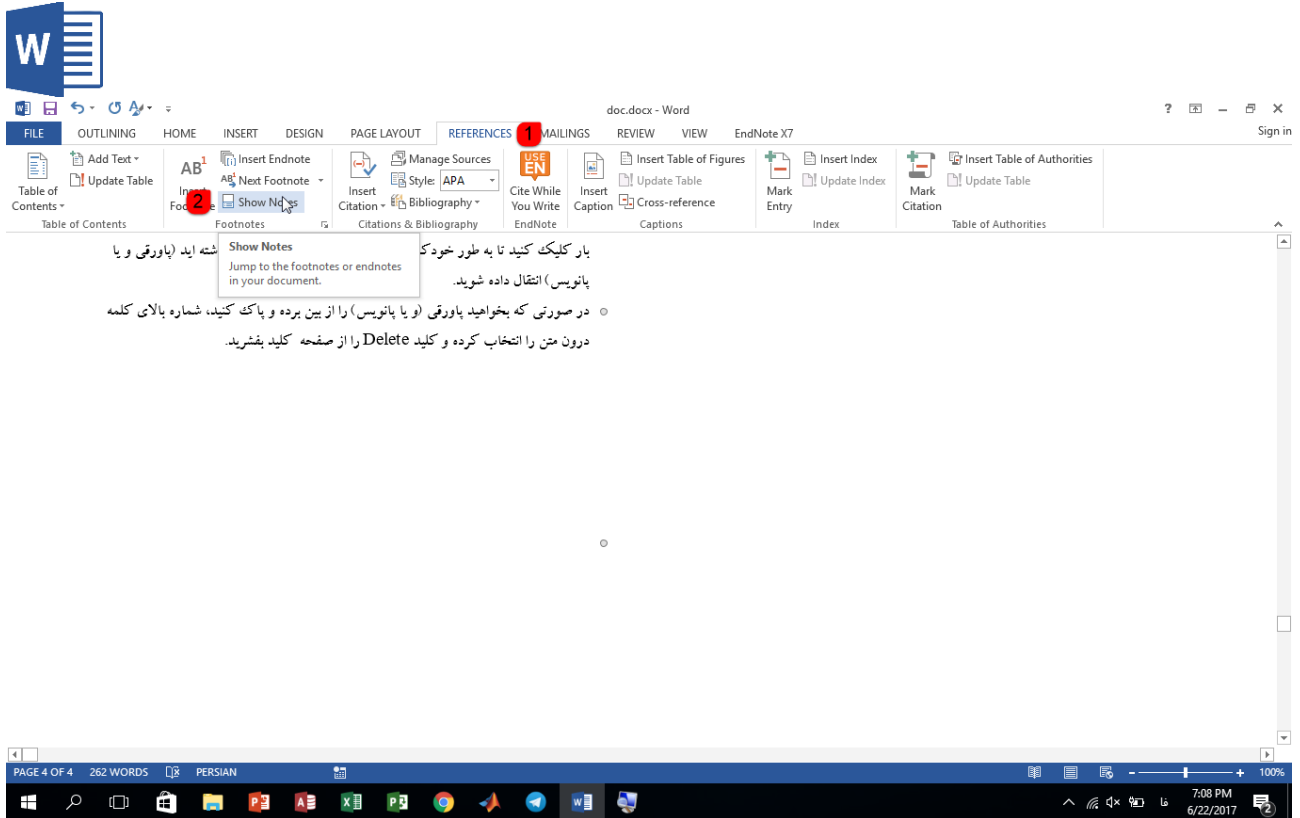 W
doc.docx - Word
?
FILE OUTLINING HOME INSERT DESIGN PAGE LAYOUT REFERENCES 1 MAILINGS REVIEW VIEW EndNote X7 Sign in
Table of Contents
Add Text
Update Table
Table of Contents
AB1
Insert
2
Insert Endnote
AB1 Next Footnote
Show Notes
Footnotes
Insert Citation
Manage Sources
Style: APA
Bibliography
Citations & Bibliography
USE
EN
Cite While You Write
EndNote
Insert Caption
Insert Table of Figures
Update Table
Cross-reference
Captions
Mark Entry
Insert Index
Update Index
Index
Mark Citation
Insert Table of Authorities
Update Table
Table of Authorities
Show Notes
Jump to the footnotes or endnotes
in your document.
بار کلیک کنید تا به طور خودک شته اید (پاورقی و یا
پانویس) انتقال داده شوید.
در صورتی که بخواهید پاورقی (و یا پانویس) را از بین برده و پاک کنید، شماره بالای کلمه
درون متن را انتخاب کرده و کلید Delete را از صفحه کلید بفشرید.
PAGE 4 OF 4 262 WORDS PERSIAN 100%
فا
7:08 PM
6/22/2017
2